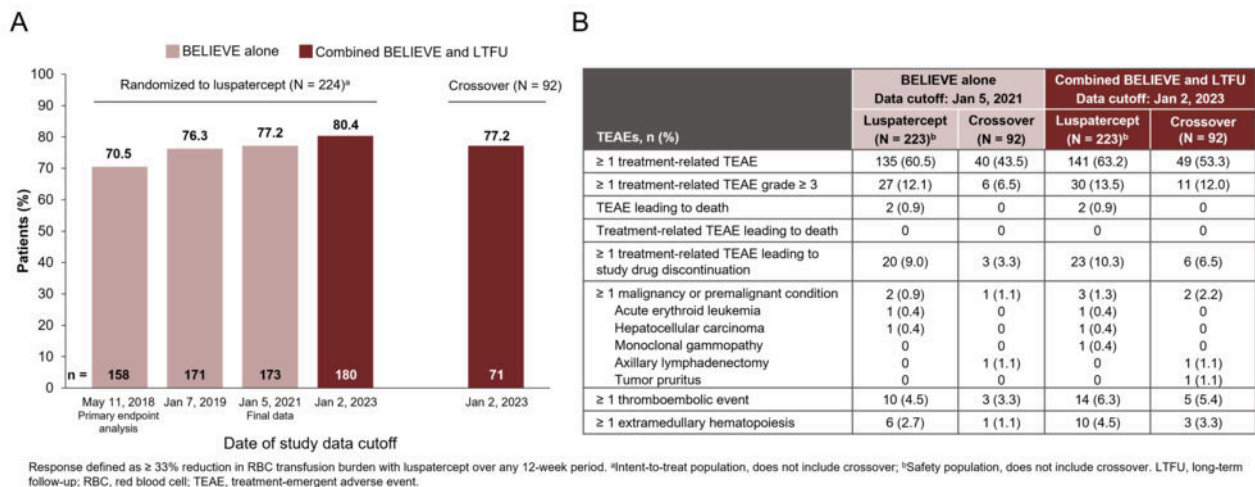 A
BELIEVE alone
Combined BELIEVE and LTFU
Randomized to luspatercept (N = 224)ᵃ
Crossover (N = 92)
100
90
80
70
60
50
40
30
20
10
0
Patients (%)
70.5
76.3
77.2
80.4
77.2
n =
158
171
173
180
71
May 11, 2018
Primary endpoint
analysis
Jan 7, 2019
Jan 5, 2021
Final data
Jan 2, 2023
Jan 2, 2023
Date of study data cutoff
B
TEAEs, n (%)
BELIEVE alone
Data cutoff: Jan 5, 2021
Combined BELIEVE and LTFU
Data cutoff: Jan 2, 2023
Luspatercept
(N = 223)ᵇ
Crossover
(N = 92)
Luspatercept
(N = 223)ᵇ
Crossover
(N = 92)
≥ 1 treatment-related TEAE 135 (60.5) 40 (43.5) 141 (63.2) 49 (53.3)
≥ 1 treatment-related TEAE grade ≥ 3 27 (12.1) 6 (6.5) 30 (13.5) 11 (12.0)
TEAE leading to death 2 (0.9) 0 2 (0.9) 0
Treatment-related TEAE leading to death 0 0 0 0
≥ 1 treatment-related TEAE leading to
study drug discontinuation 20 (9.0) 3 (3.3) 23 (10.3) 6 (6.5)
≥ 1 malignancy or premalignant condition 2 (0.9) 1 (1.1) 3 (1.3) 2 (2.2)
Acute erythroid leukemia 1 (0.4) 0 1 (0.4) 0
Hepatocellular carcinoma 1 (0.4) 0 1 (0.4) 0
Monoclonal gammopathy 0 0 1 (0.4) 0
Axillary lymphadenectomy 0 1 (1.1) 0 1 (1.1)
Tumor pruritus 0 0 0 1 (1.1)
≥ 1 thromboembolic event 10 (4.5) 3 (3.3) 14 (6.3) 5 (5.4)
≥ 1 extramedullary hematopoiesis 6 (2.7) 1 (1.1) 10 (4.5) 3 (3.3)
Response defined as ≥ 33% reduction in RBC transfusion burden with luspatercept over any 12-week period. ᵃIntent-to-treat population, does not include crossover; ᵇSafety population, does not include crossover. LTFU, long-term
follow-up; RBC, red blood cell; TEAE, treatment-emergent adverse event.